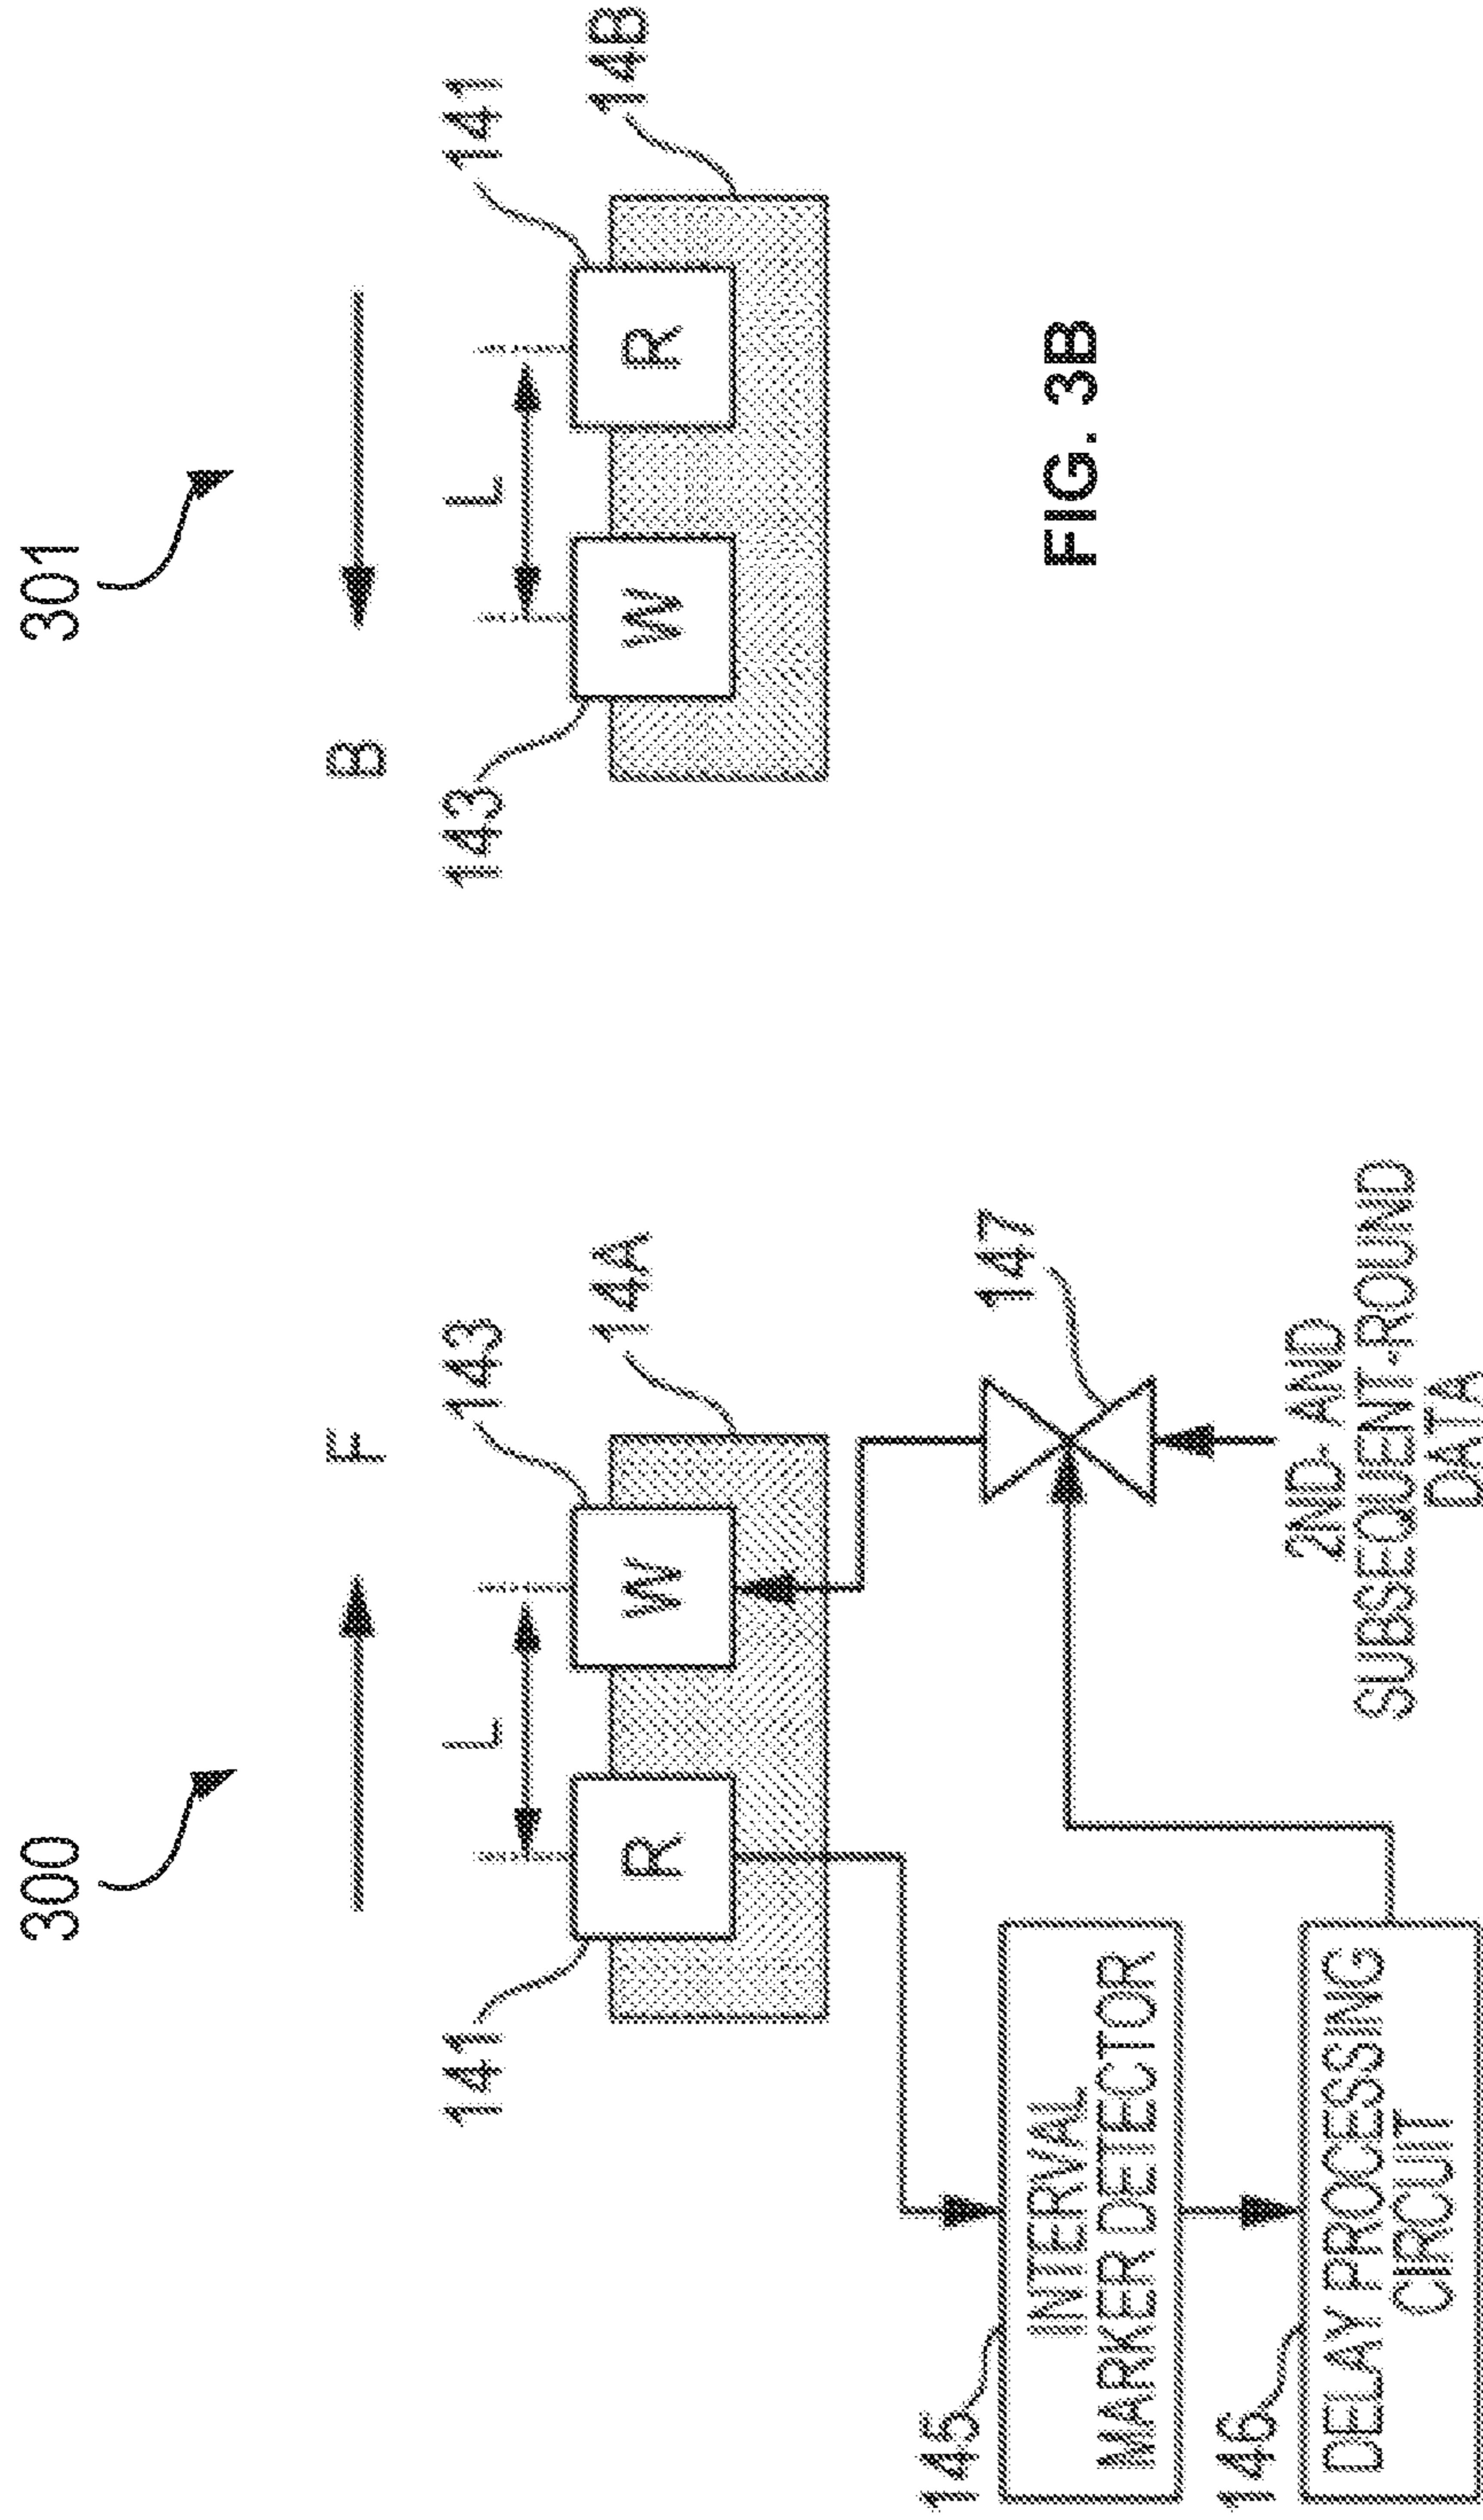 300
F
L
141
143
14A
R
W
145
INTERVAL
MARKER DETECTOR
147
146
DELAY PROCESSING
CIRCUIT
2ND- AND
SUBSEQUENT-ROUND
DATA
301
B
L
143
141
14B
W
R
FIG. 3B